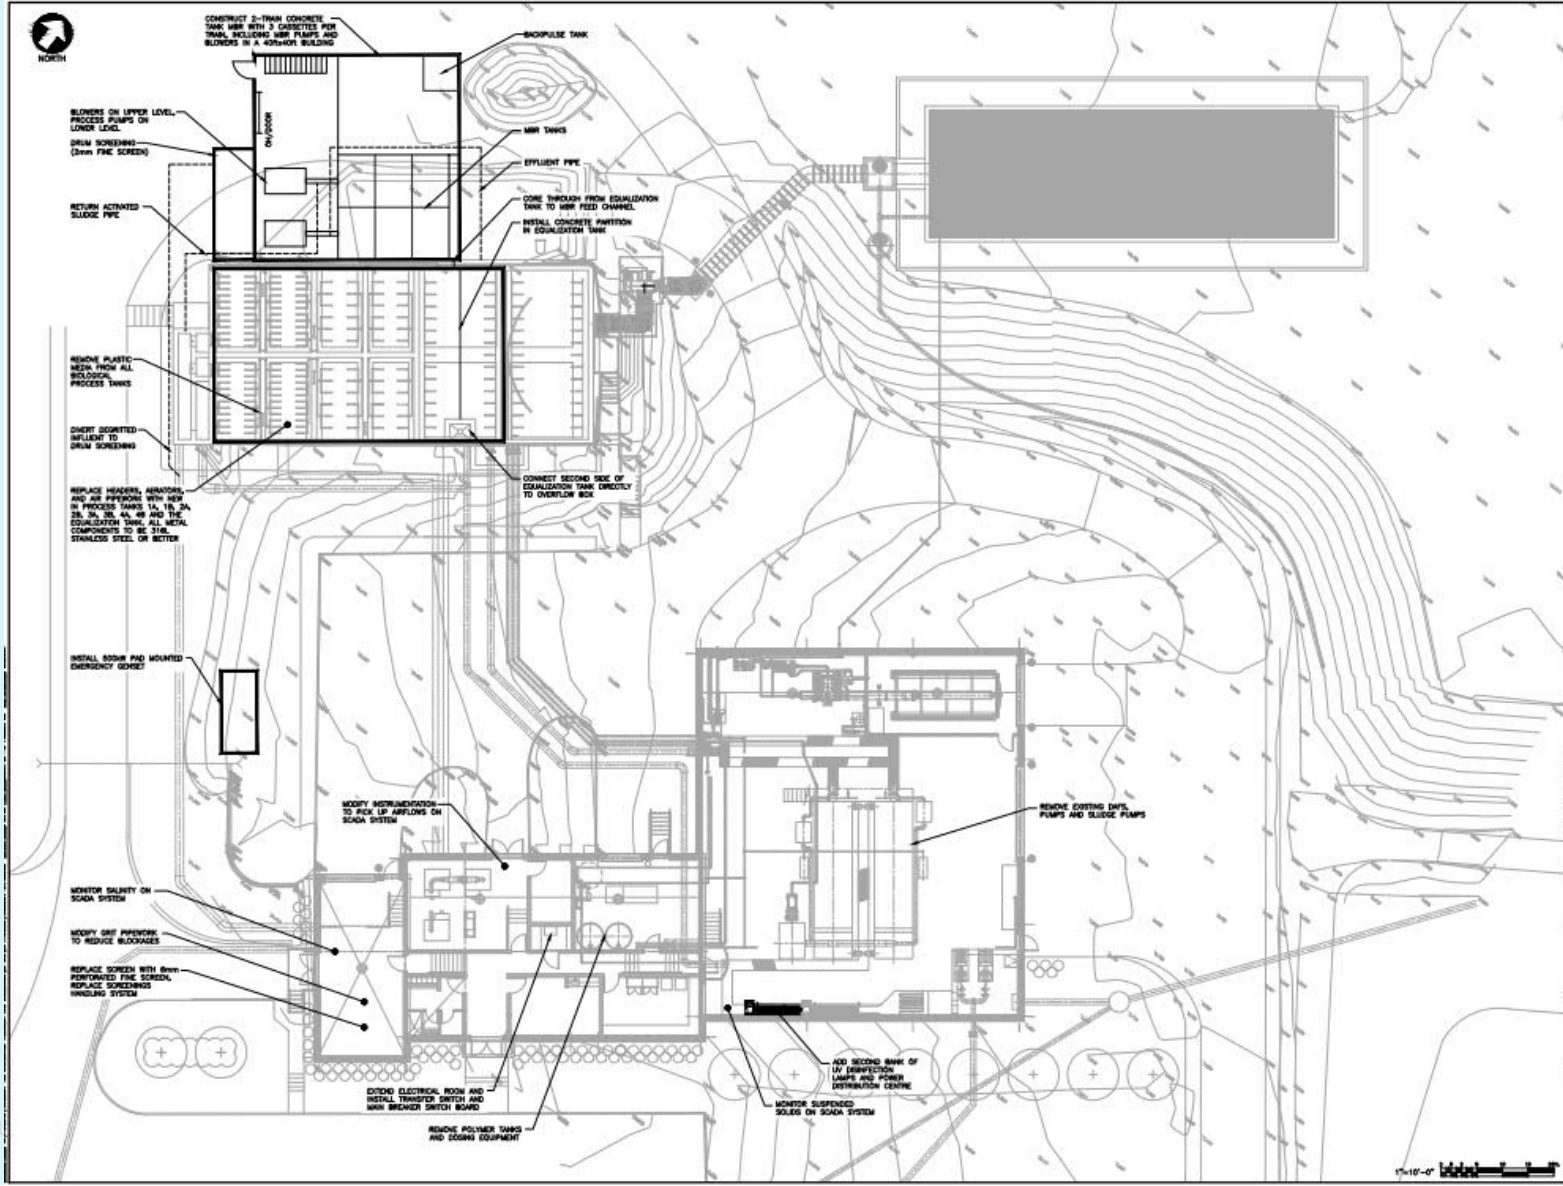 NORTH
CONSTRUCT 2-TRAIN CONCRETE
TANK MBR WITH 3 CASSETTES PER
TRAIN, INCLUDING MBR PUMPS AND
BLOWERS IN A 40ftx40ft BUILDING
BACKPULSE TANK
BLOWERS ON UPPER LEVEL,
PROCESS PUMPS ON
LOWER LEVEL
OH/DOOR
DRUM SCREENING
(2mm FINE SCREEN)
MBR TANKS
EFFLUENT PIPE
RETURN ACTIVATED
SLUDGE PIPE
CORE THROUGH FROM EQUALIZATION
TANK TO MBR FEED CHANNEL
INSTALL CONCRETE PARTITION
IN EQUALIZATION TANK
REMOVE PLASTIC
MEDIA FROM ALL
BIOLOGICAL
PROCESS TANKS
DIVERT DEGRITTED
INFLUENT TO
DRUM SCREENING
CONNECT SECOND SIDE OF
EQUALIZATION TANK DIRECTLY
TO OVERFLOW BOX
REPLACE HEADERS, AERATORS,
AND AIR PIPEWORK WITH NEW
IN PROCESS TANKS 1A, 1B, 2A,
2B, 3A, 3B, 4A, 4B AND THE
EQUALIZATION TANK. ALL METAL
COMPONENTS TO BE 316L
STAINLESS STEEL OR BETTER
INSTALL 500kW PAD MOUNTED
EMERGENCY GENSET
MODIFY INSTRUMENTATION
TO PICK UP AIRFLOWS ON
SCADA SYSTEM
REMOVE EXISTING DAFS,
PUMPS AND SLUDGE PUMPS
MONITOR SALINITY ON
SCADA SYSTEM
MODIFY GRIT PIPEWORK
TO REDUCE BLOCKAGES
REPLACE SCREEN WITH 6mm
PERFORATED FINE SCREEN,
REPLACE SCREENINGS
HANDLING SYSTEM
EXTEND ELECTRICAL ROOM AND
INSTALL TRANSFER SWITCH AND
MAIN BREAKER SWITCH BOARD
REMOVE POLYMER TANKS
AND DOSING EQUIPMENT
ADD SECOND BANK OF
UV DISINFECTION
LAMPS AND POWER
DISTRIBUTION CENTRE
MONITOR SUSPENDED
SOLIDS ON SCADA SYSTEM
1"=10'-0"